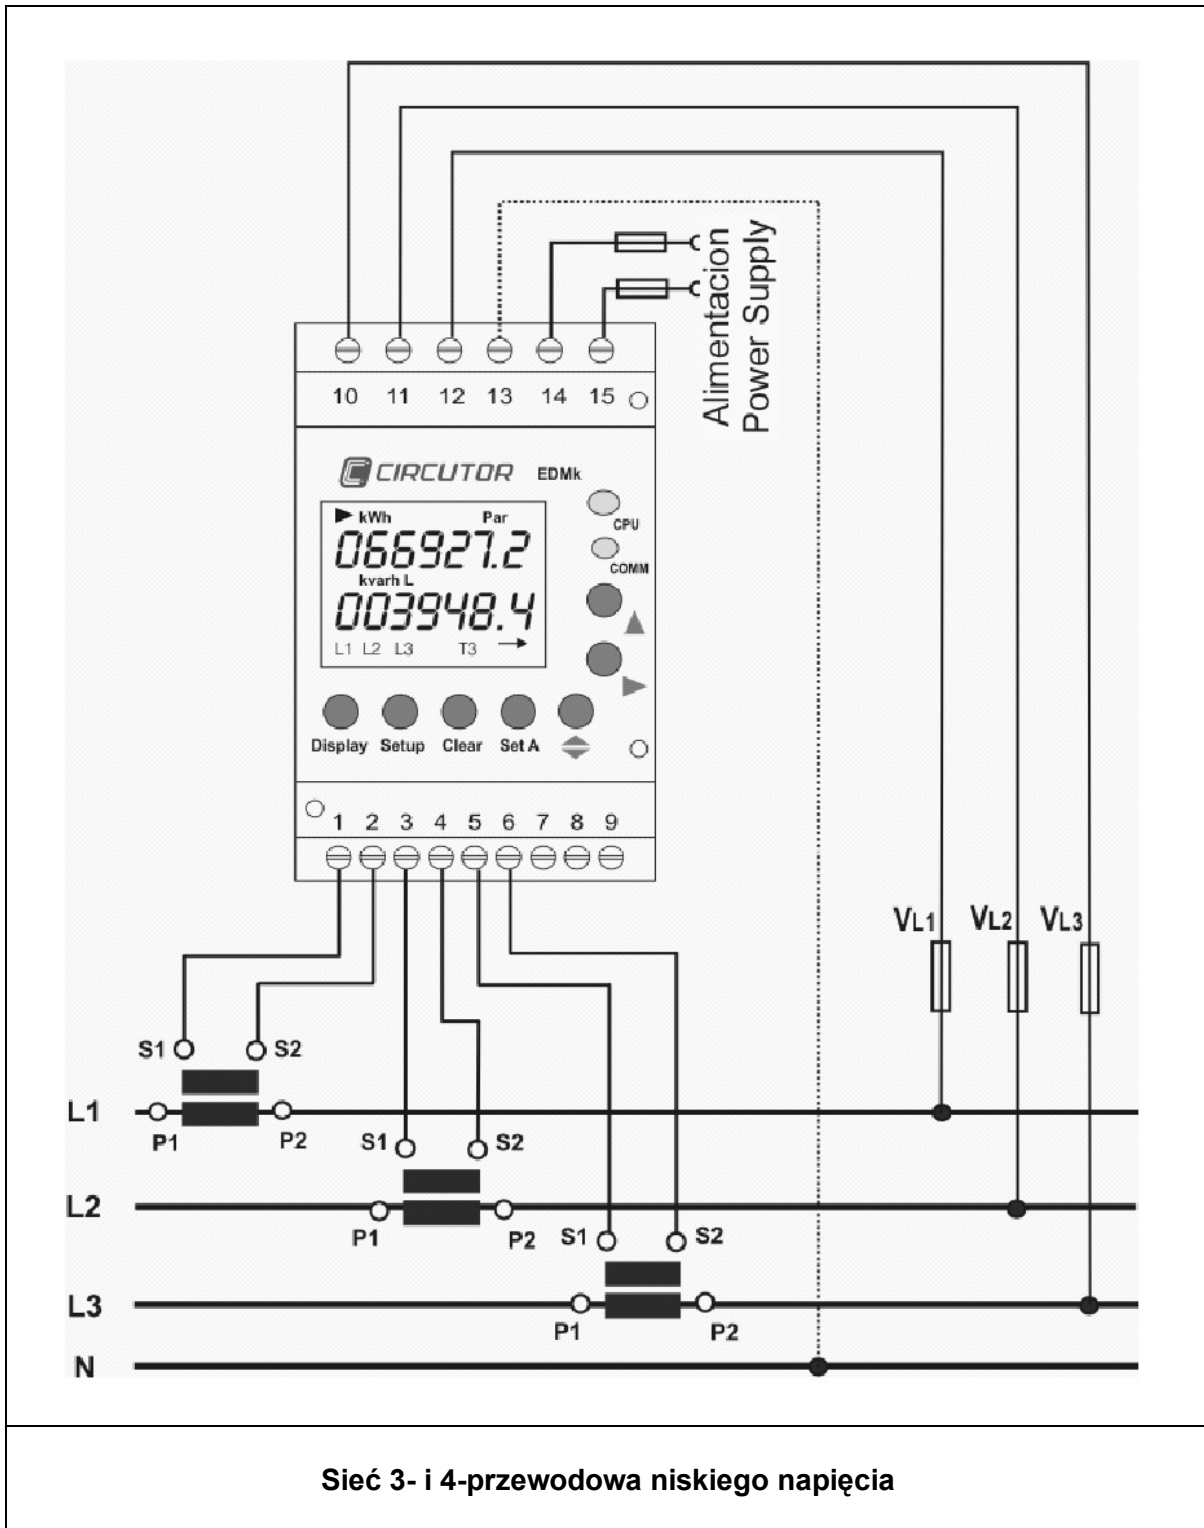 Alimentacion
Power Supply
10 11 12 13 14 15
CIRCUTOR EDMk
kWh Par
066927.2
kvarh L
003948.4
L1 L2 L3 T3
CPU
COMM
Display Setup Clear Set A
1 2 3 4 5 6 7 8 9
VL1 VL2 VL3
S1 S2
L1
P1 P2
S1 S2
L2
P1 P2
S1 S2
L3
P1 P2
N
Sieć 3- i 4-przewodowa niskiego napięcia